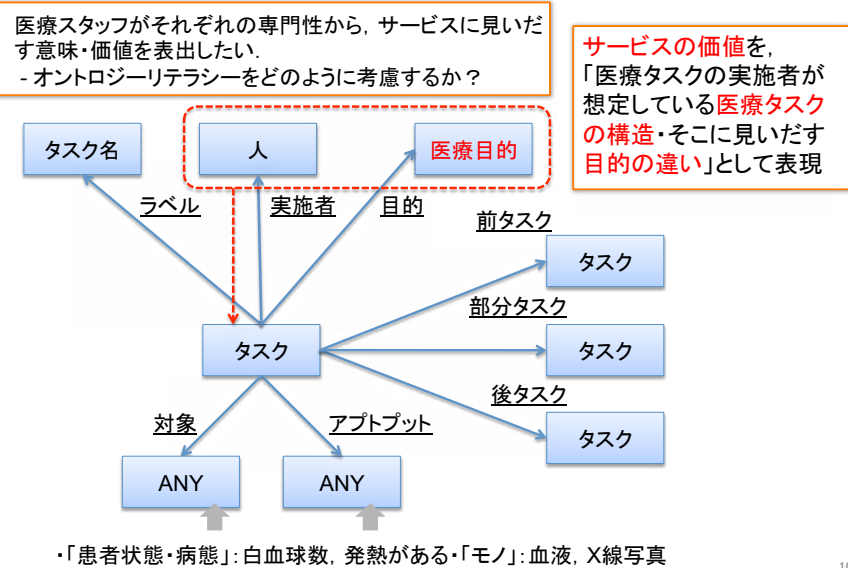 医療スタッフがそれぞれの専門性から，サービスに見いだ
す意味・価値を表出したい．
- オントロジーリテラシーをどのように考慮するか？
サービスの価値を，
「医療タスクの実施者が
想定している医療タスク
の構造・そこに見いだす
目的の違い」として表現
タスク名
人
医療目的
ラベル
実施者
目的
前タスク
タスク
部分タスク
タスク
タスク
後タスク
タスク
対象
アプトプット
ANY
ANY
・「患者状態・病態」：白血球数，発熱がある・「モノ」：血液，X線写真